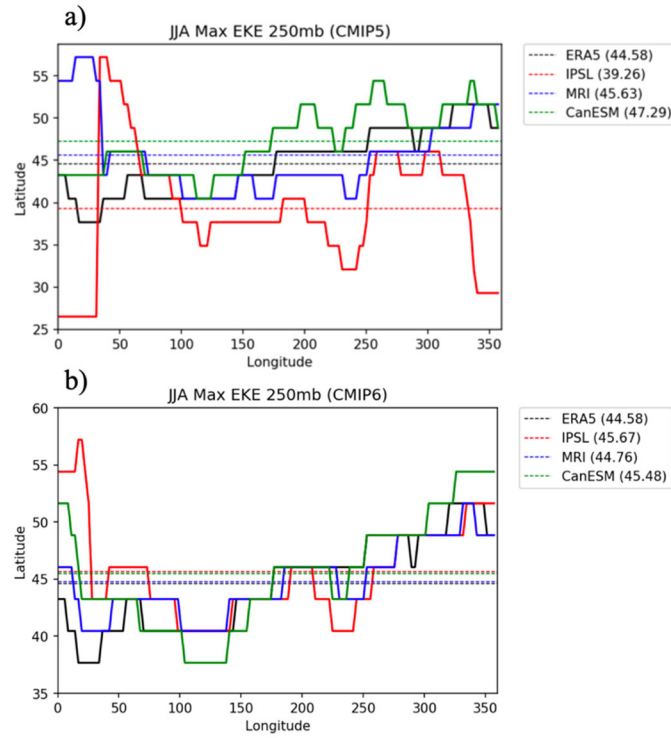 a)
JJA Max EKE 250mb (CMIP5)
55
50
45
40
35
30
25
Latitude
0 50 100 150 200 250 300 350
Longitude
ERA5 (44.58)
IPSL (39.26)
MRI (45.63)
CanESM (47.29)
b)
JJA Max EKE 250mb (CMIP6)
60
55
50
45
40
35
Latitude
0 50 100 150 200 250 300 350
Longitude
ERA5 (44.58)
IPSL (45.67)
MRI (44.76)
CanESM (45.48)